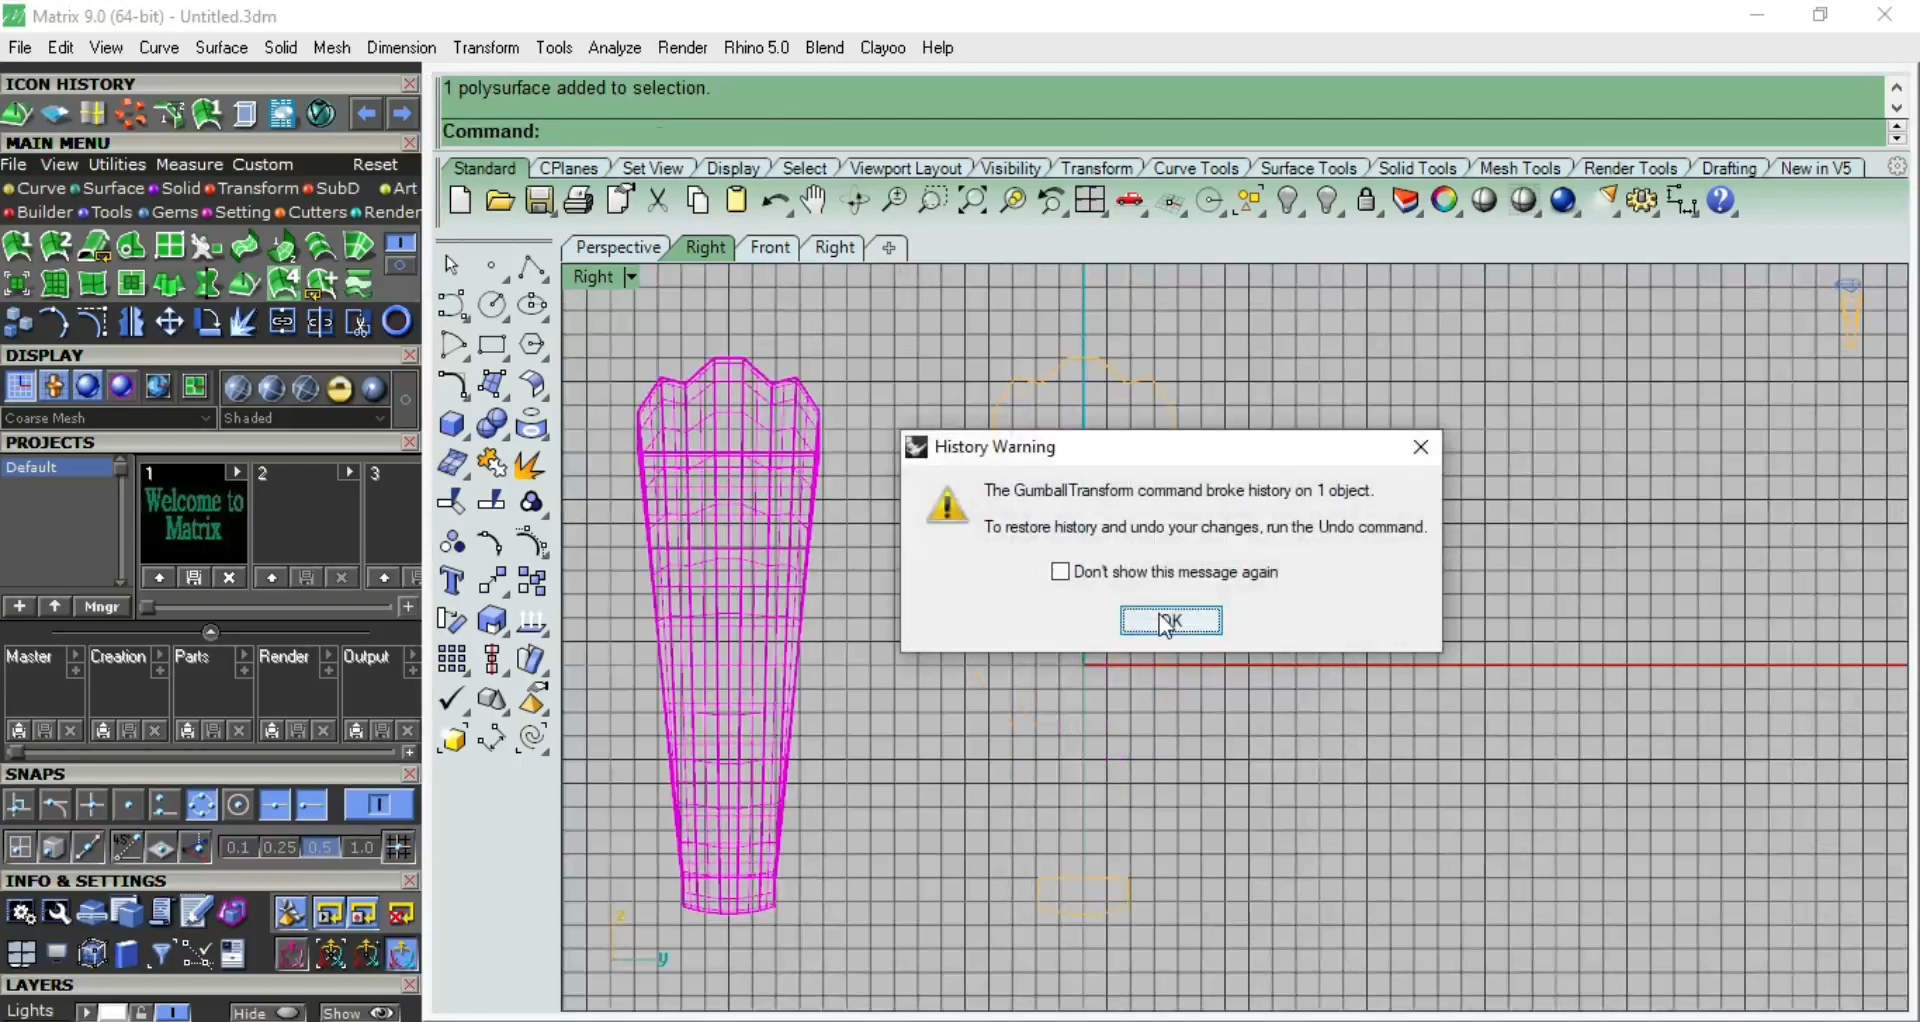 Matrix 9.0 (64-bit) - Untitled.3dm
File Edit View Curve Surface Solid Mesh Dimension Transform Tools Analyze Render Rhino 5.0 Blend Clayoo Help
ICON HISTORY
MAIN MENU
File View Utilities Measure Custom Reset
Curve Surface Solid Transform SubD Art
Builder Tools Gems Setting Cutters Render
DISPLAY
Coarse Mesh Shaded
PROJECTS
Default
1 2 3
Welcome to
Matrix
Mngr
Master Creation Parts Render Output
SNAPS
0.1 0.25 0.5 1.0
INFO & SETTINGS
LAYERS
Lights Hide Show
1 polysurface added to selection.
Command:
Standard CPlanes Set View Display Select Viewport Layout Visibility Transform Curve Tools Surface Tools Solid Tools Mesh Tools Render Tools Drafting New in V5
Perspective Right Front Right
Right
History Warning
The GumballTransform command broke history on 1 object.
To restore history and undo your changes, run the Undo command.
Don't show this message again
OK
z
y